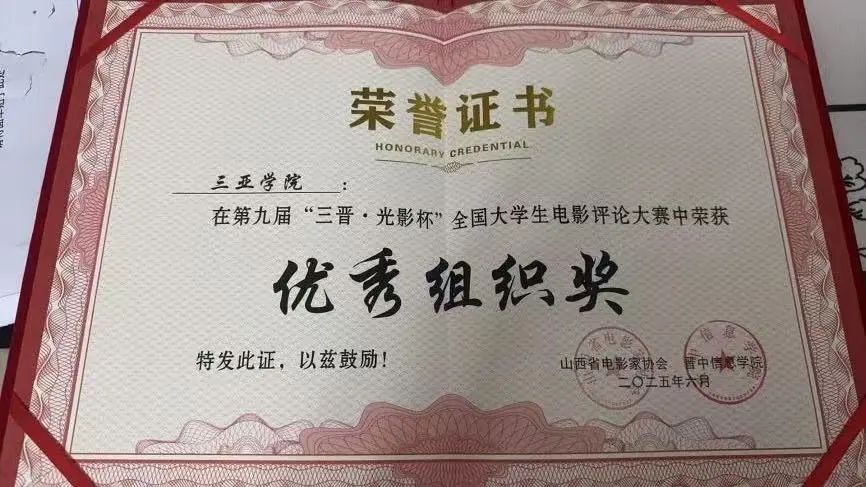 荣誉证书
HONORARY CREDENTIAL
三亚学院：
在第九届“三晋·光影杯”全国大学生电影评论大赛中荣获
优秀组织奖
特发此证，以兹鼓励！
山西省电影家协会 晋中信息学院
二〇二五年六月